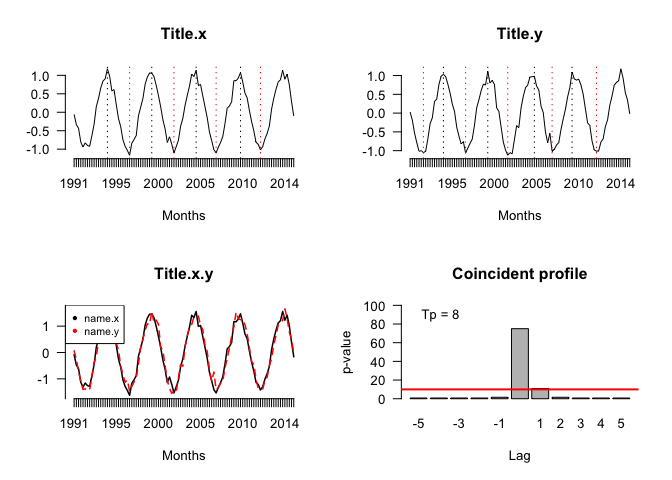 Title.x
1.0
0.5
0.0
-0.5
-1.0
1991 1995 2000 2005 2010 2014
Months
Title.y
1.0
0.5
0.0
-0.5
-1.0
1991 1995 2000 2005 2010 2014
Months
Title.x.y
name.x
name.y
1
0
-1
1991 1995 2000 2005 2010 2014
Months
Coincident profile
Tp = 8
p-value
100
80
60
40
20
0
-5 -3 -1 1 2 3 4 5
Lag